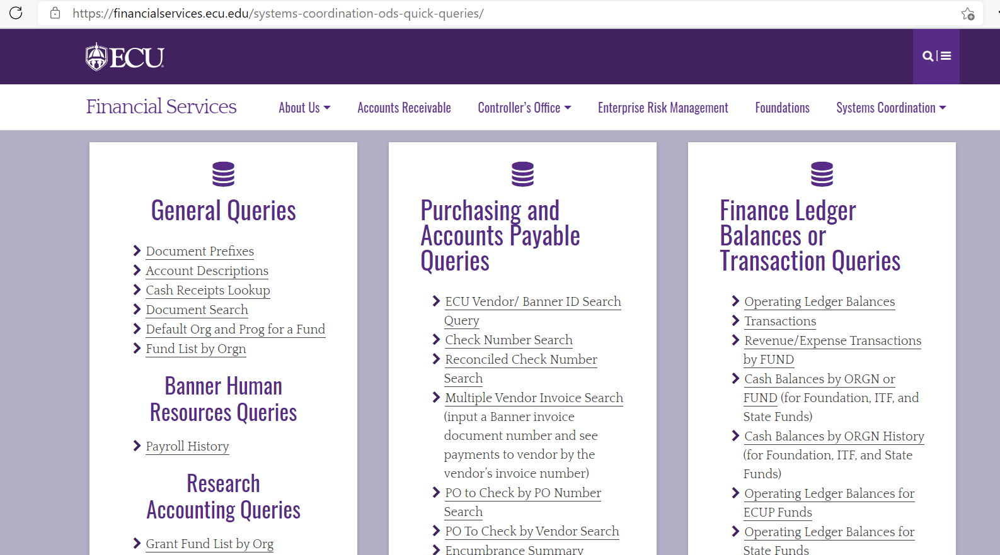 https://financialservices.ecu.edu/systems-coordination-ods-quick-queries/
ECU
Financial Services
About Us
Accounts Receivable
Controller’s Office
Enterprise Risk Management
Foundations
Systems Coordination
General Queries
Document Prefixes
Account Descriptions
Cash Receipts Lookup
Document Search
Default Org and Prog for a Fund
Fund List by Orgn
Banner Human
Resources Queries
Payroll History
Research
Accounting Queries
Grant Fund List by Org
Purchasing and
Accounts Payable
Queries
ECU Vendor/ Banner ID Search
Query
Check Number Search
Reconciled Check Number
Search
Multiple Vendor Invoice Search
(input a Banner invoice
document number and see
payments to vendor by the
vendor’s invoice number)
PO to Check by PO Number
Search
PO To Check by Vendor Search
Encumbrance Summary
Finance Ledger
Balances or
Transaction Queries
Operating Ledger Balances
Transactions
Revenue/Expense Transactions
by FUND
Cash Balances by ORGN or
FUND (for Foundation, ITF, and
State Funds)
Cash Balances by ORGN History
(for Foundation, ITF, and State
Funds)
Operating Ledger Balances for
ECUP Funds
Operating Ledger Balances for
State Funds